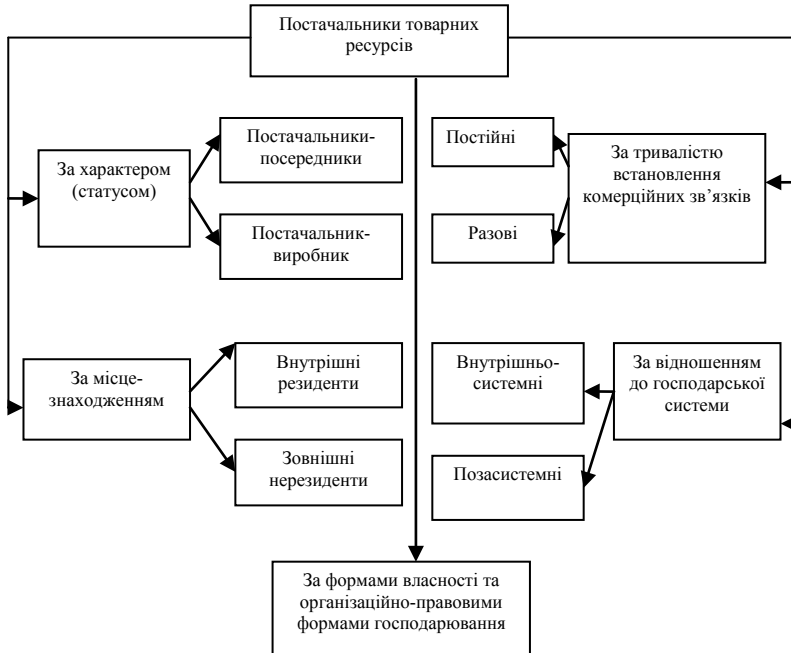 Постачальники товарних
ресурсів
За характером
(статусом)
Постачальники-
посередники
Постачальник-
виробник
Постійні
Разові
За тривалістю
встановлення
комерційних зв’язків
За місце-
знаходженням
Внутрішні
резиденти
Зовнішні
нерезиденти
Внутрішньо-
системні
Позасистемні
За відношенням
до господарської
системи
За формами власності та
організаційно-правовими
формами господарювання